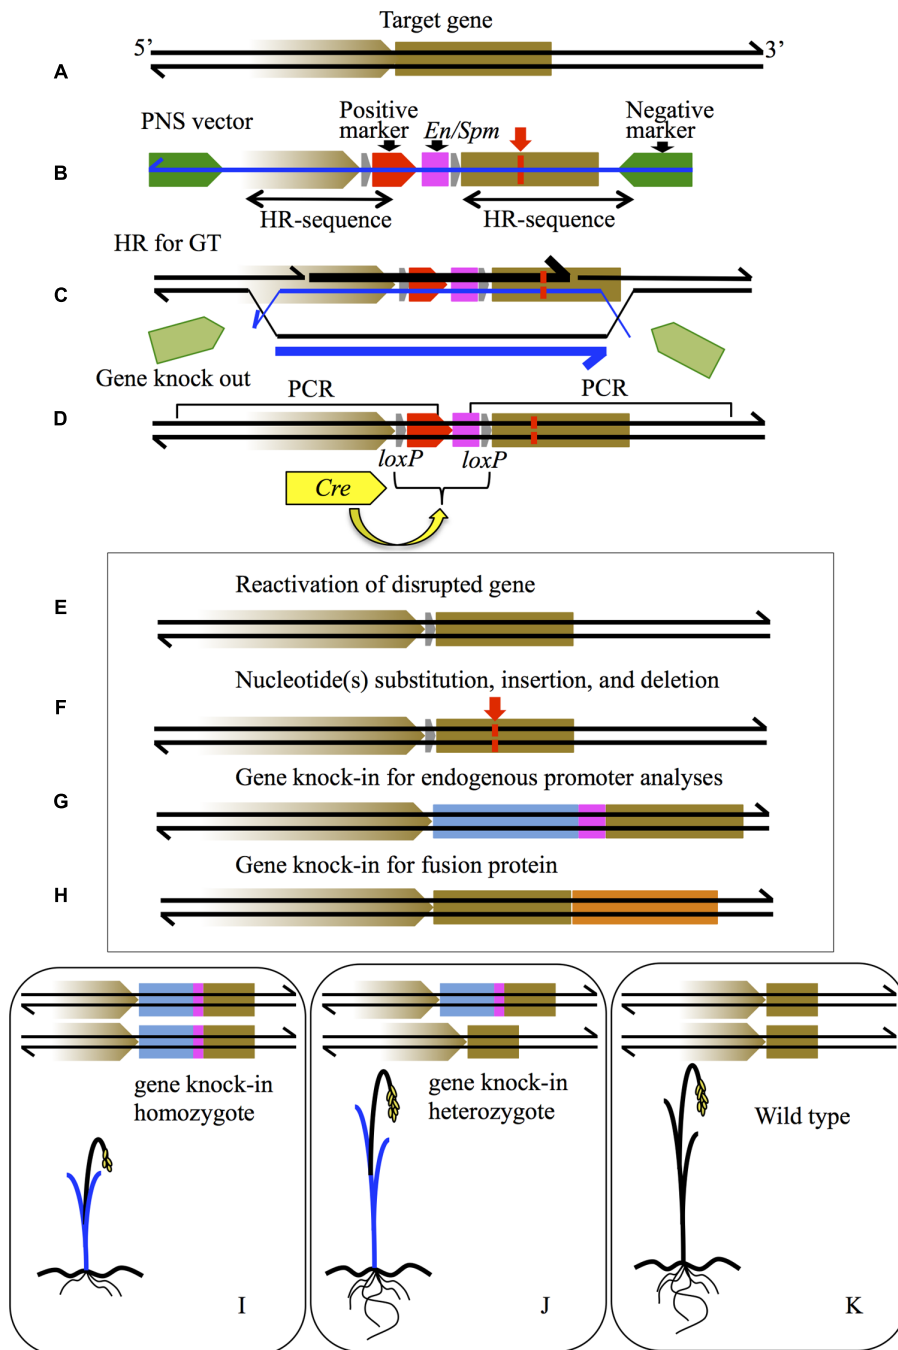 Target gene
5’
3’
A
PNS vector
Positive
marker
En/Spm
Negative
marker
B
HR-sequence
HR-sequence
HR for GT
C
Gene knock out
PCR
PCR
D
loxP
loxP
Cre
Reactivation of disrupted gene
E
Nucleotide(s) substitution, insertion, and deletion
F
Gene knock-in for endogenous promoter analyses
G
Gene knock-in for fusion protein
H
gene knock-in
homozygote
I
gene knock-in
heterozygote
J
Wild type
K